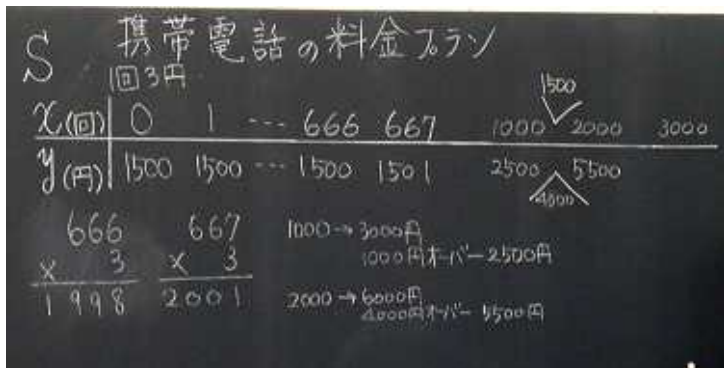 S 携帯電話の料金プラン
1回3円
1500
x(回) 0 1 … 666 667 1000 2000 3000
y(円) 1500 1500 … 1500 1501 2500 5500
4000
666 667
× 3 × 3
1998 2001
1000→3000円
1000円オーバー2500円
2000→6000円
4000円オーバー 5500円